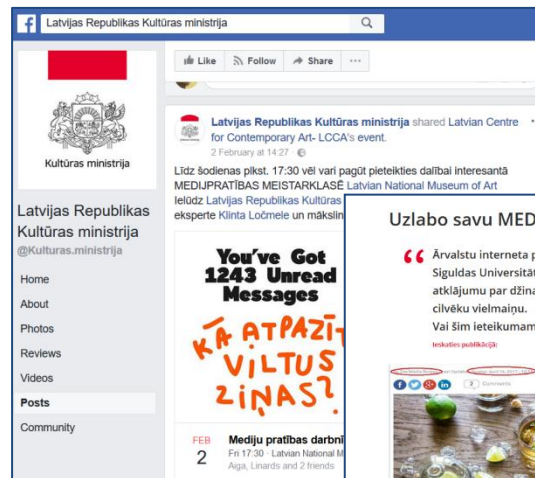 Latvijas Republikas Kultūras ministrija
Like Follow Share
Kultūras ministrija
Latvijas Republikas
Kultūras ministrija
@Kulturas.ministrija
Home
About
Photos
Reviews
Videos
Posts
Community
Latvijas Republikas Kultūras ministrija shared Latvian Centre
for Contemporary Art- LCCA's event.
2 February at 14:27
Līdz šodienas plkst. 17:30 vēl vari pagūt pieteikties dalībai interesantā
MEDIJPRATĪBAS MEISTARKLASĒ Latvian National Museum of Art
Ielūdz Latvijas Republikas Kultūras
eksperte Klinta Ločmele un mākslin
You've Got
1243 Unread
Messages
KĀ ATPAZĪT
VILTUS
ZIŅAS?
FEB
2
Mediju pratības darbnī
Fri 17:30 · Latvian National M
Aiga, Linards and 2 friends
Uzlabo savu MED
Ārvalstu interneta p
Siguldas Universitāt
atklājumu par džina
cilvēku vielmaiņu.
Vai šim ieteikumam
Ieskaties publikācijā:
2 Comments